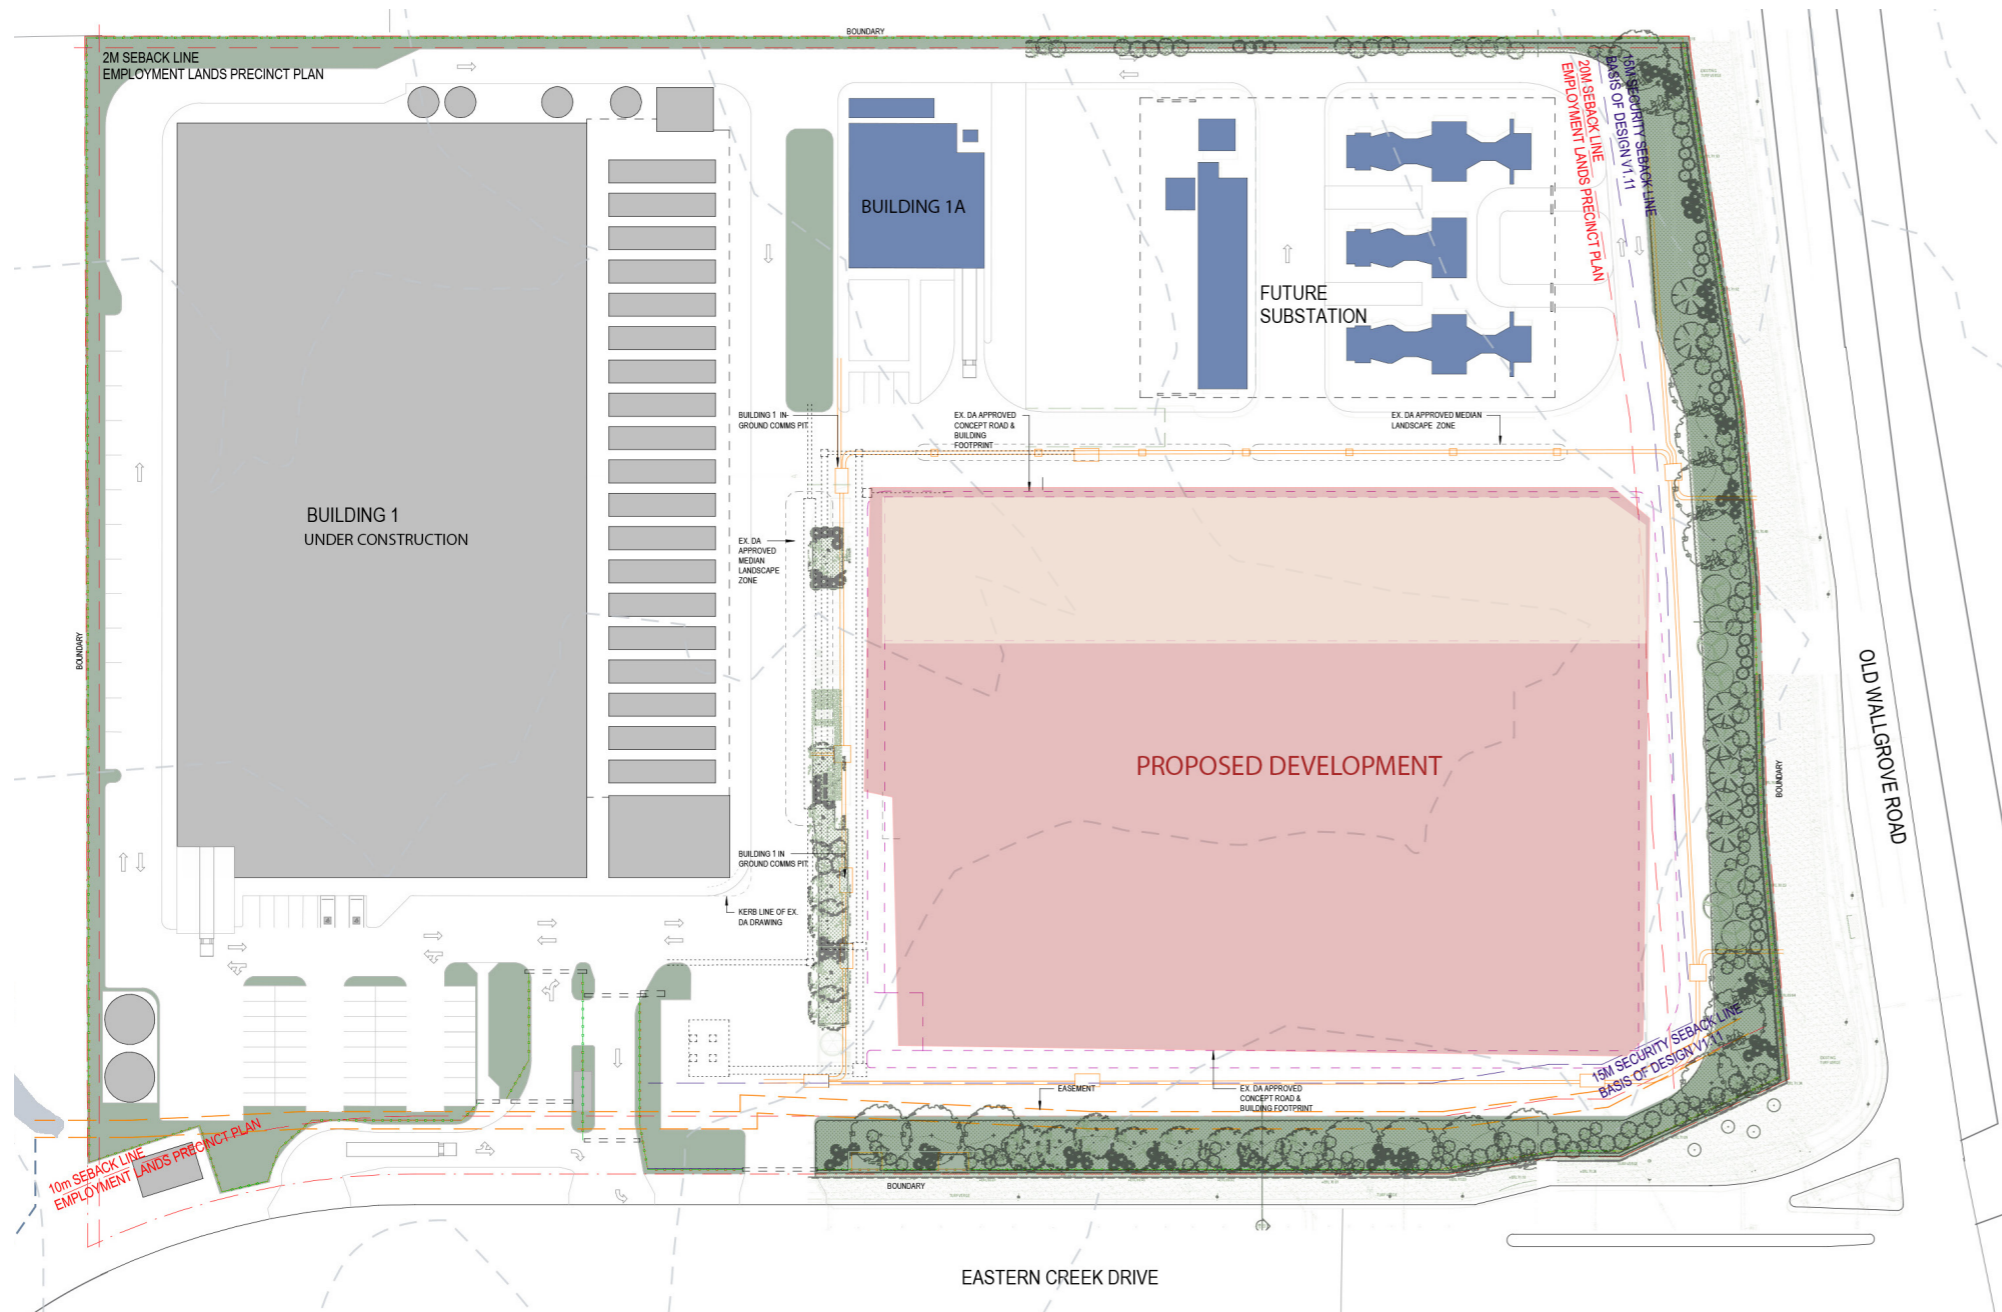 BOUNDARY
2M SEBACK LINE
EMPLOYMENT LANDS PRECINCT PLAN
15M SECURITY SEBACK LINE
BASIS OF DESIGN V1.11
20M SEBACK LINE
EMPLOYMENT LANDS PRECINCT PLAN
BUILDING 1A
FUTURE
SUBSTATION
BUILDING 1 IN-
GROUND COMMS PIT
EX. DA APPROVED
CONCEPT ROAD &
BUILDING
FOOTPRINT
EX. DA APPROVED MEDIAN
LANDSCAPE ZONE
BUILDING 1
UNDER CONSTRUCTION
EX. DA
APPROVED
MEDIAN
LANDSCAPE
ZONE
BOUNDARY
OLD WALLGROVE ROAD
PROPOSED DEVELOPMENT
BOUNDARY
BUILDING 1 IN
GROUND COMMS PIT
KERB LINE OF EX.
DA DRAWING
15M SECURITY SEBACK LINE
BASIS OF DESIGN V1.11
EASEMENT
EX. DA APPROVED
CONCEPT ROAD &
BUILDING FOOTPRINT
10m SEBACK LINE
EMPLOYMENT LANDS PRECINCT PLAN
BOUNDARY
EASTERN CREEK DRIVE